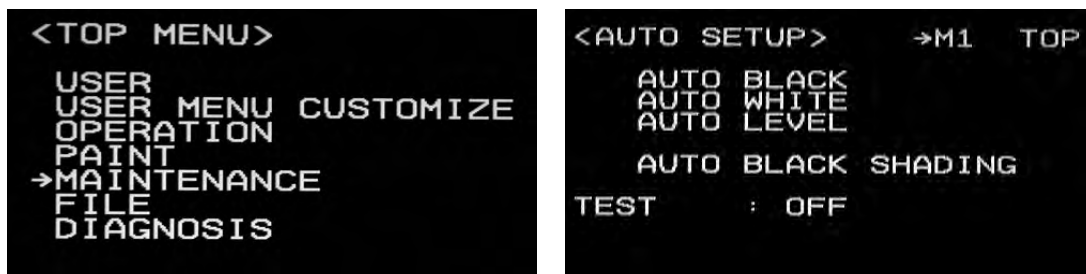 <TOP MENU>
USER
USER MENU CUSTOMIZE
OPERATION
PAINT
→MAINTENANCE
FILE
DIAGNOSIS
<AUTO SETUP> →M1 TOP
AUTO BLACK
AUTO WHITE
AUTO LEVEL
AUTO BLACK SHADING
TEST : OFF